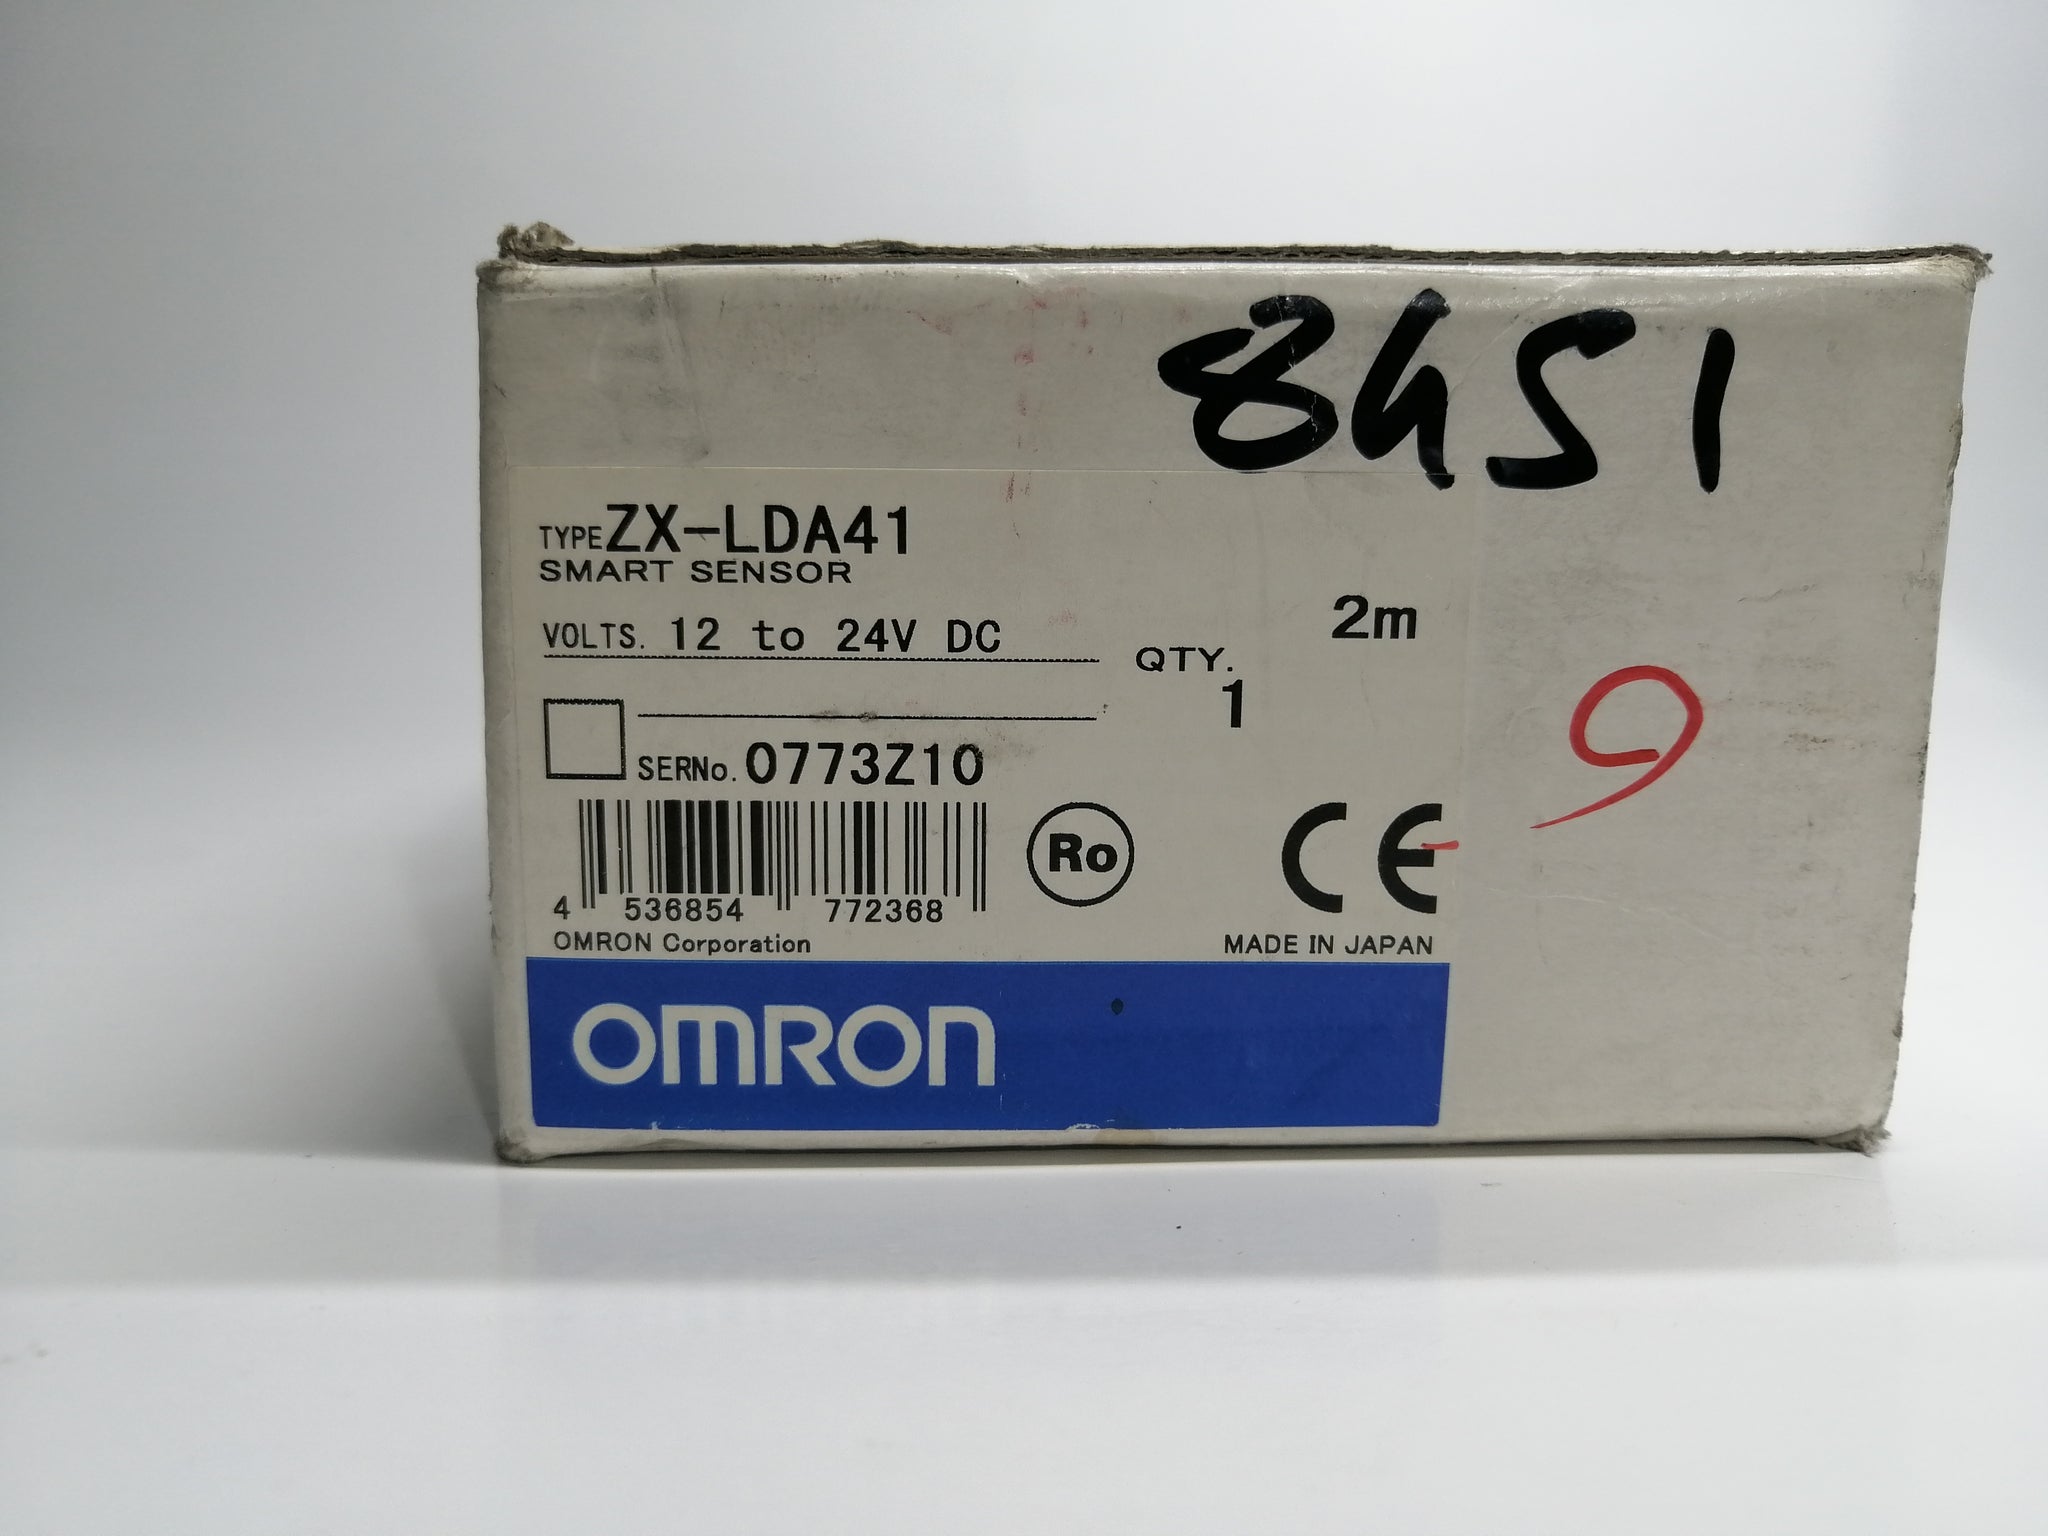 8451
TYPE ZX-LDA41
SMART SENSOR
VOLTS. 12 to 24V DC
2m
QTY.
1
SERNo. 0773Z10
9
4 536854 772368
Ro
CE
OMRON Corporation
MADE IN JAPAN
OMRON